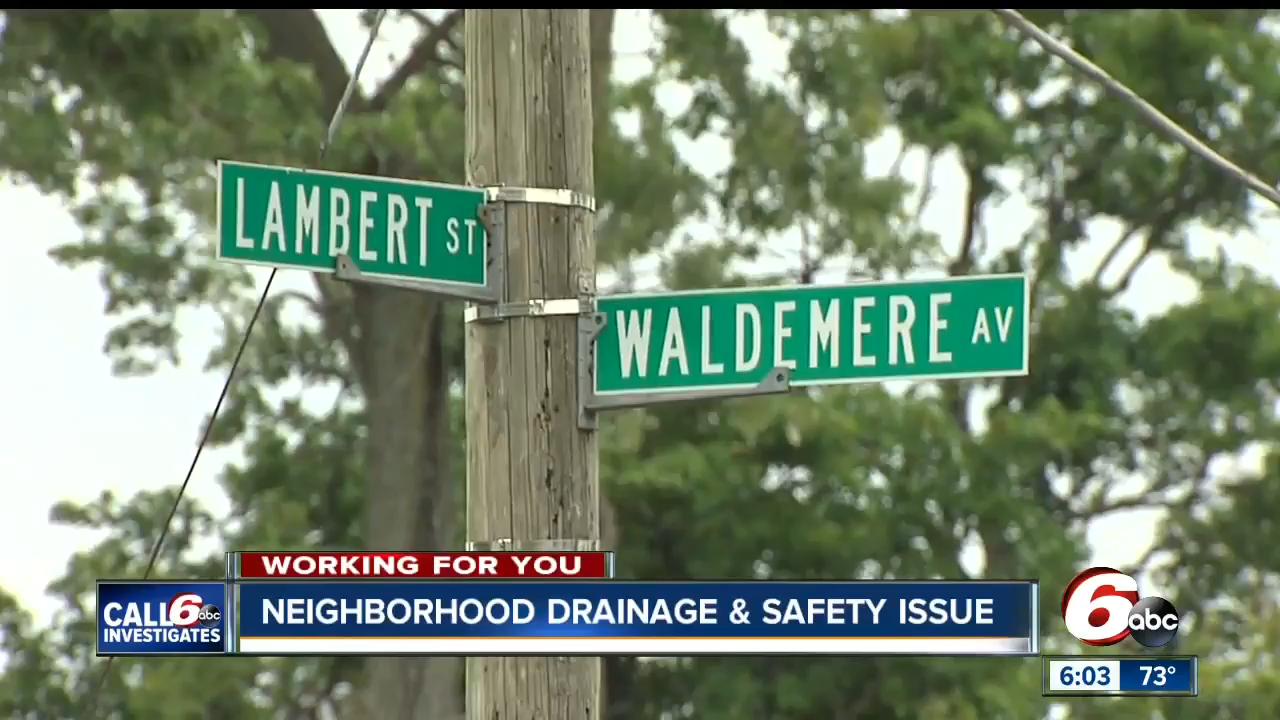 LAMBERT ST
WALDEMERE AV
WORKING FOR YOU
CALL 6 abc
INVESTIGATES
NEIGHBORHOOD DRAINAGE & SAFETY ISSUE
6 abc
6:03 73°